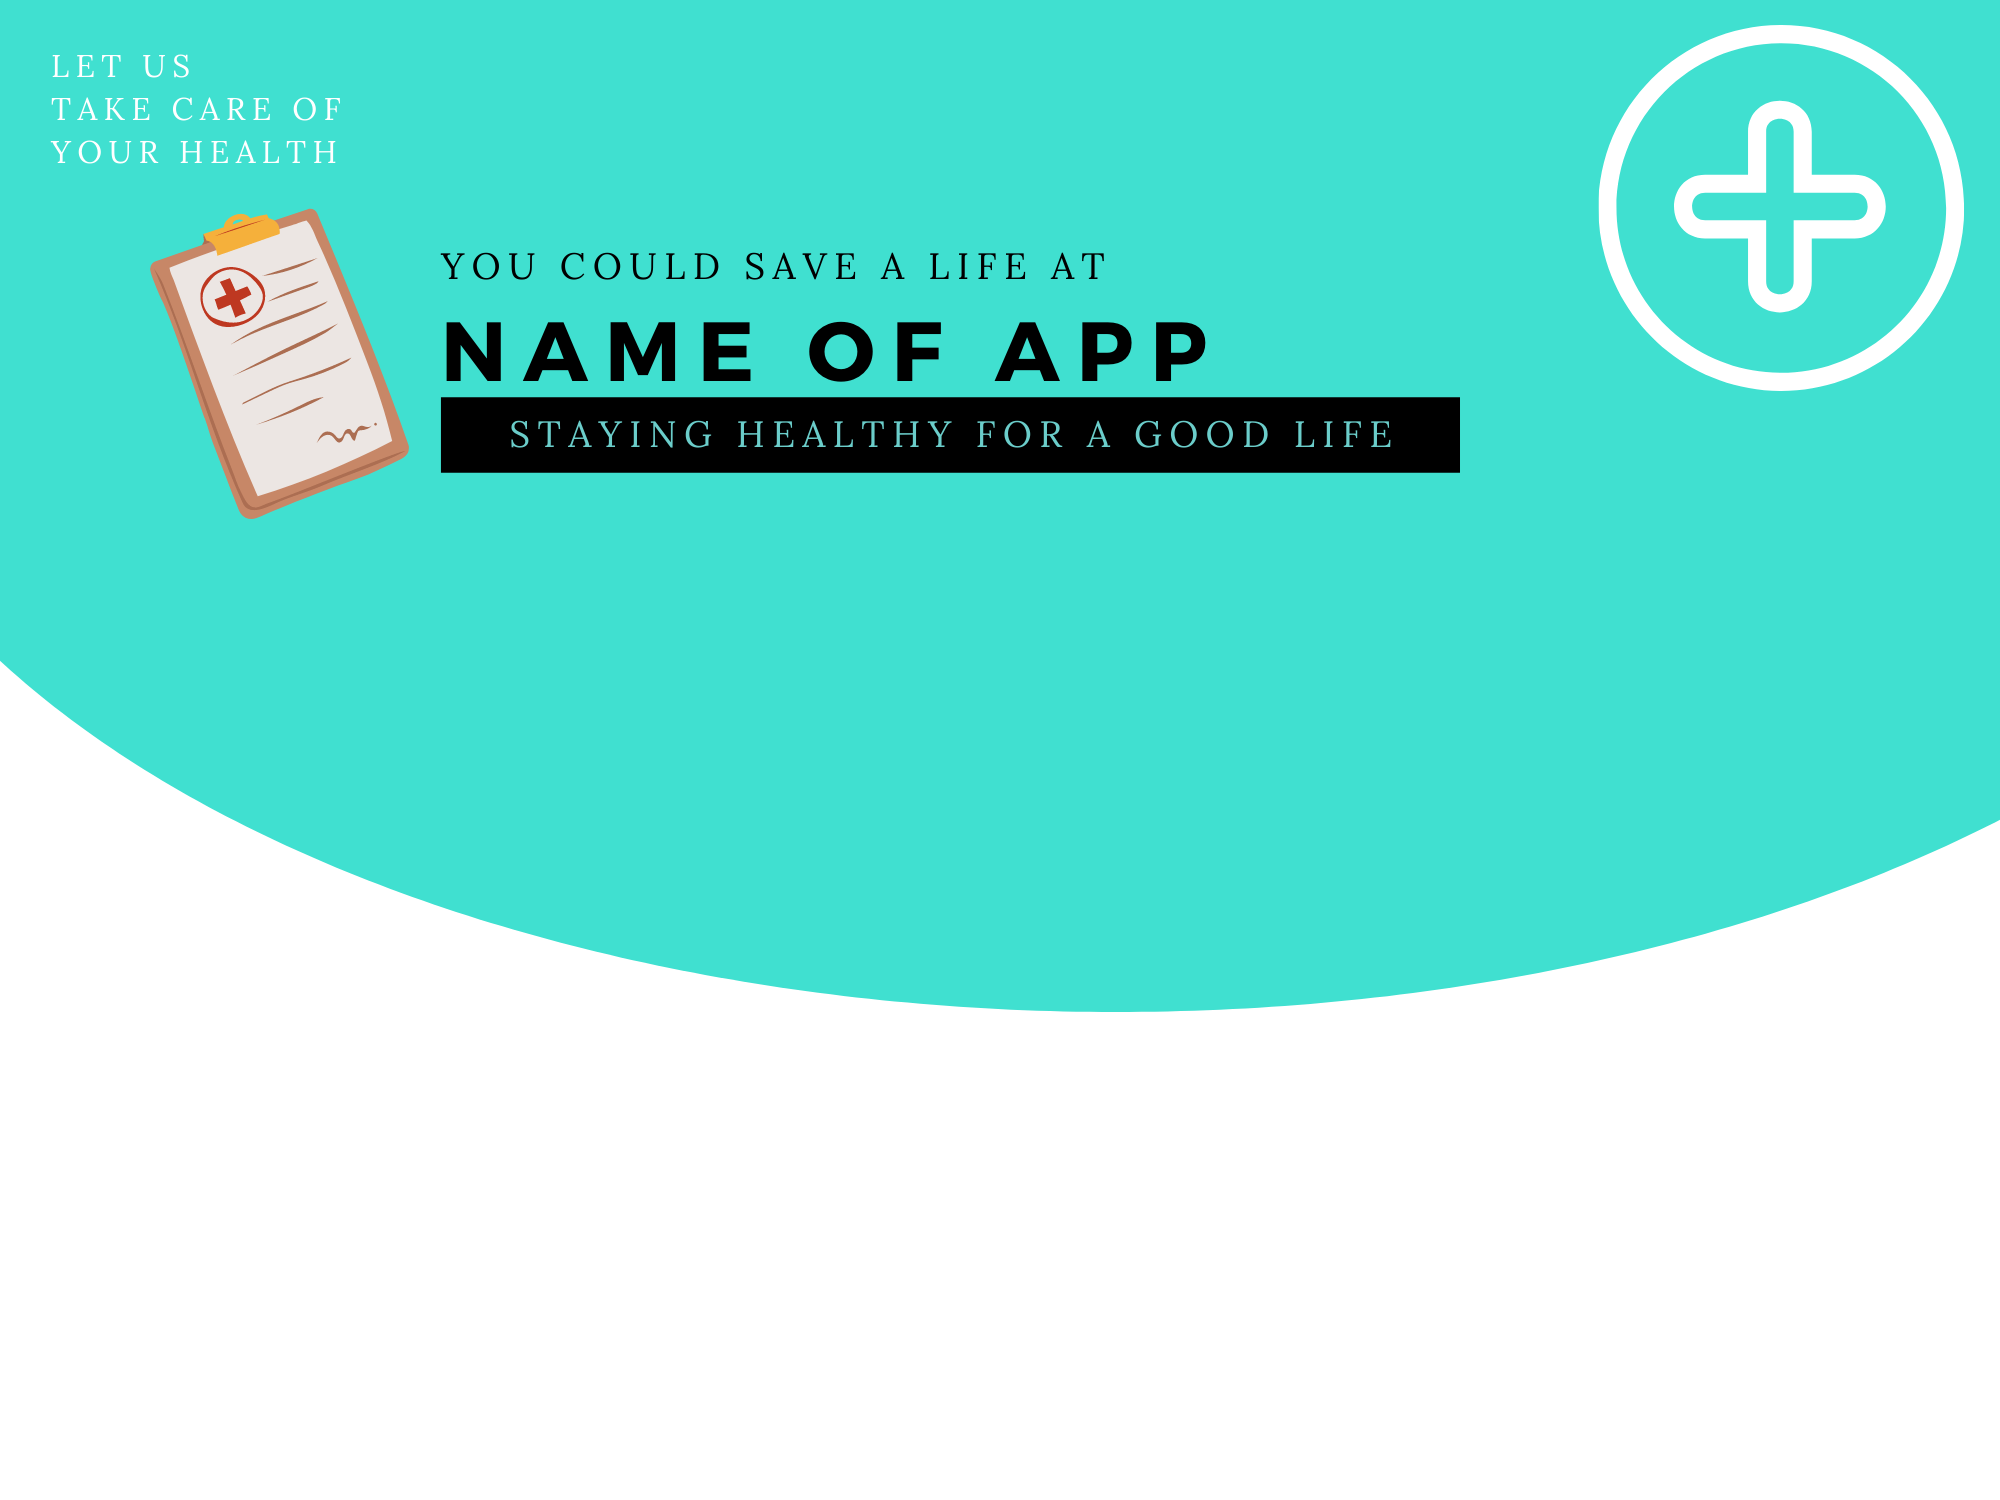 LET US
TAKE CARE OF
YOUR HEALTH
YOU COULD SAVE A LIFE AT
NAME OF APP
STAYING HEALTHY FOR A GOOD LIFE